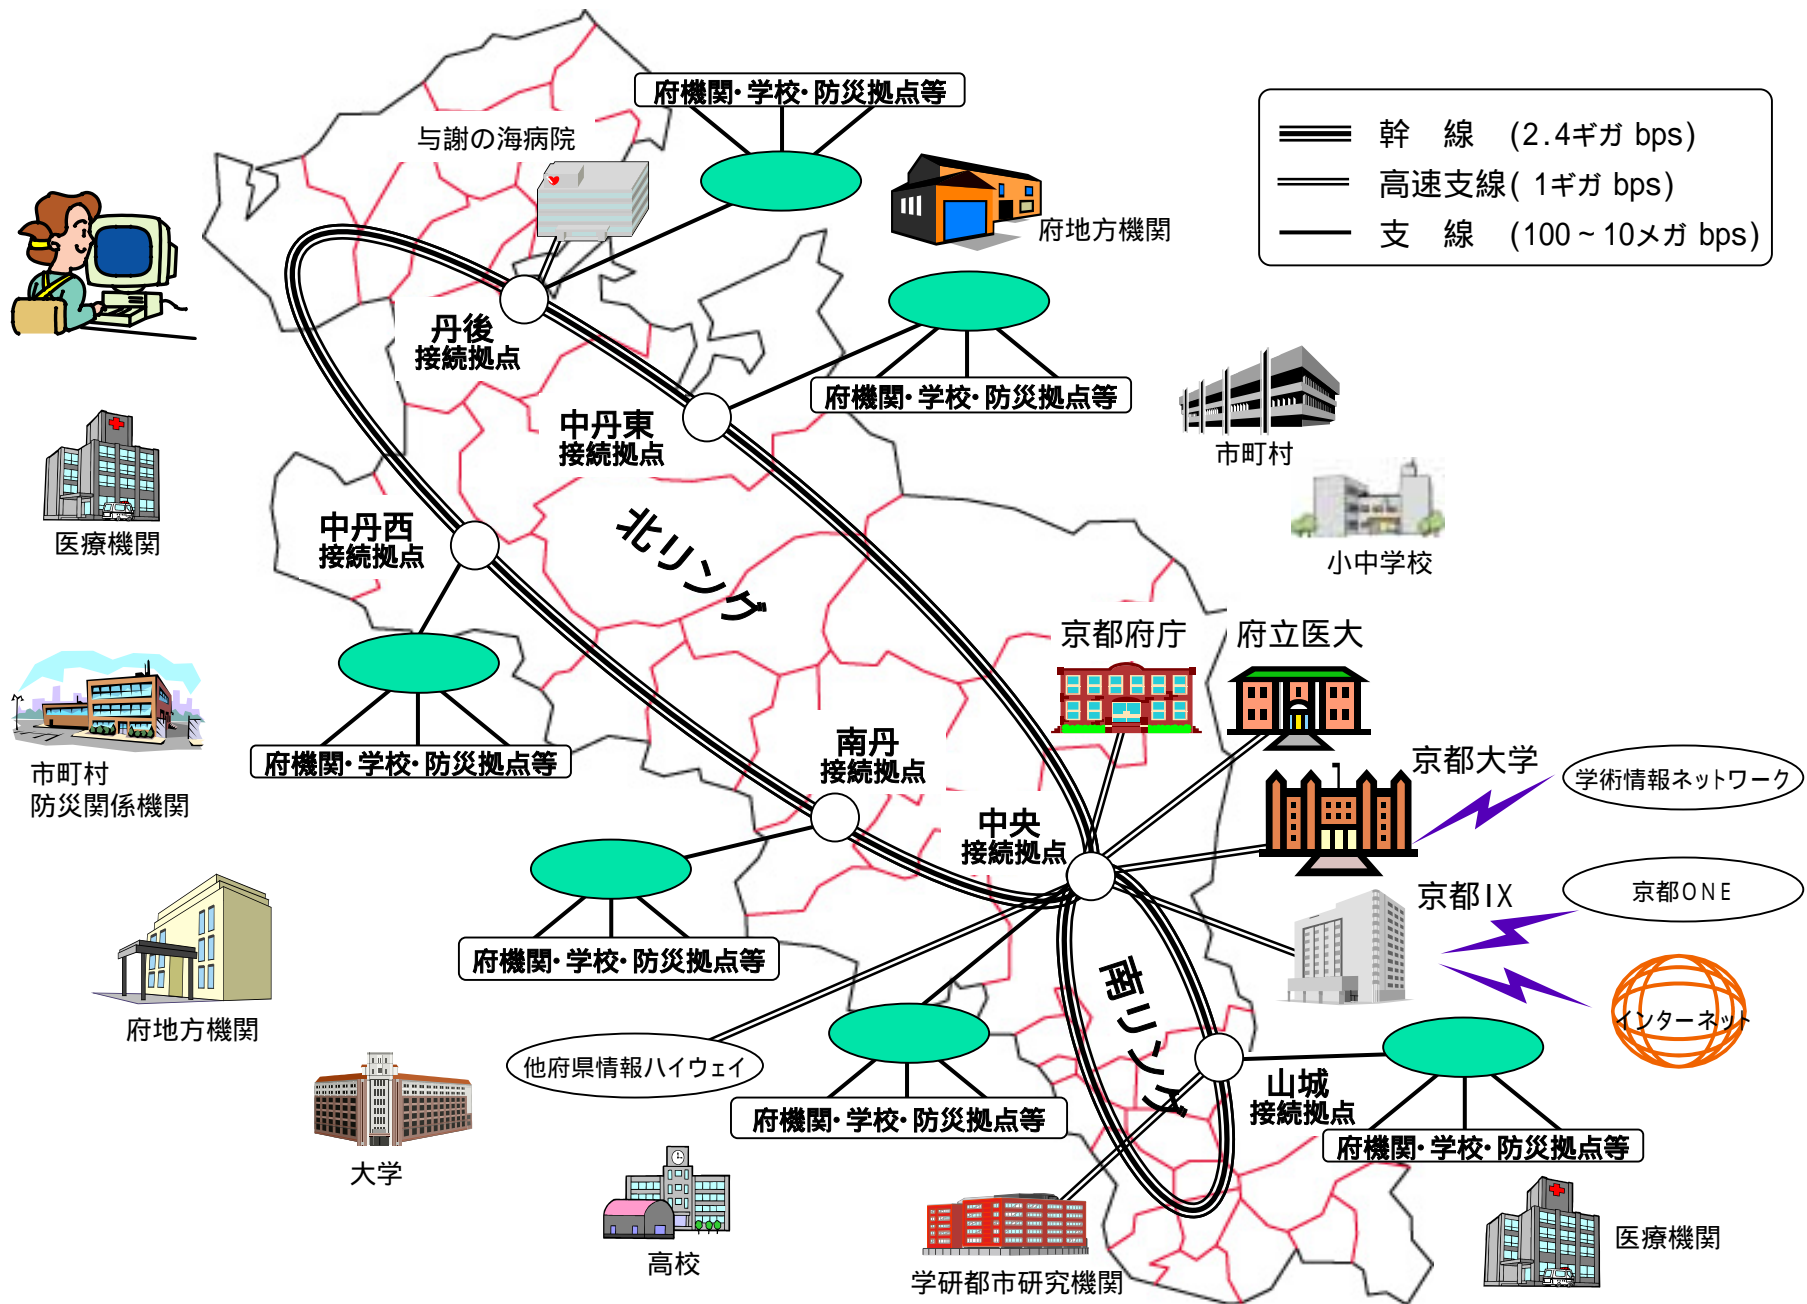 府機関・学校・防災拠点等
与謝の海病院
幹　線　(2.4ギガ bps)
高速支線( 1ギガ bps)
支　線　(100～10メガ bps)
府地方機関
丹後
接続拠点
府機関・学校・防災拠点等
中丹東
接続拠点
市町村
医療機関
中丹西
接続拠点
北リング
小中学校
京都府庁
府立医大
市町村
防災関係機関
府機関・学校・防災拠点等
南丹
接続拠点
京都大学
学術情報ネットワーク
中央
接続拠点
京都IX
京都ONE
府機関・学校・防災拠点等
南リング
インターネット
府地方機関
他府県情報ハイウェイ
山城
接続拠点
府機関・学校・防災拠点等
府機関・学校・防災拠点等
大学
高校
学研都市研究機関
医療機関